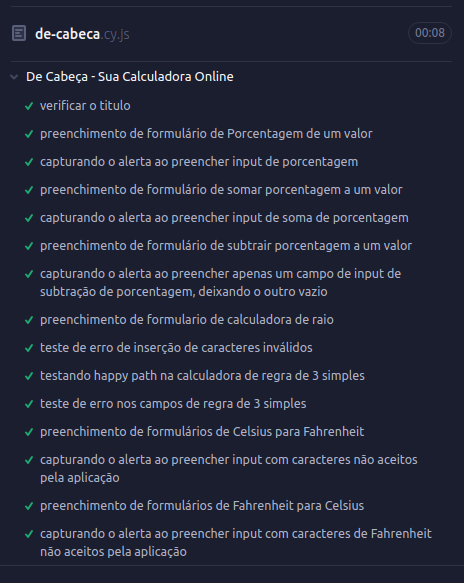 de-cabeca.cy.js 00:08
De Cabeça - Sua Calculadora Online
verificar o titulo
preenchimento de formulário de Porcentagem de um valor
capturando o alerta ao preencher input de porcentagem
preenchimento de formulário de somar porcentagem a um valor
capturando o alerta ao preencher input de soma de porcentagem
preenchimento de formulário de subtrair porcentagem a um valor
capturando o alerta ao preencher apenas um campo de input de
subtração de porcentagem, deixando o outro vazio
preenchimento de formulario de calculadora de raio
teste de erro de inserção de caracteres inválidos
testando happy path na calculadora de regra de 3 simples
teste de erro nos campos de regra de 3 simples
preenchimento de formulários de Celsius para Fahrenheit
capturando o alerta ao preencher input com caracteres não aceitos
pela aplicação
preenchimento de formulários de Fahrenheit para Celsius
capturando o alerta ao preencher input com caracteres de Fahrenheit
não aceitos pela aplicação